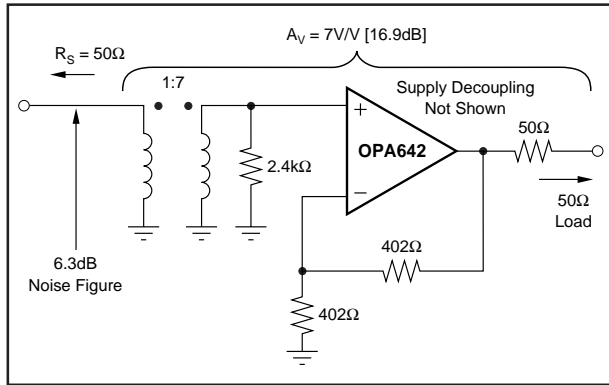 A_V = 7V/V [16.9dB]
R_S = 50Ω
1:7
Supply Decoupling
Not Shown
+
50Ω
OPA642
2.4kΩ
–
50Ω
Load
6.3dB
Noise Figure
402Ω
402Ω